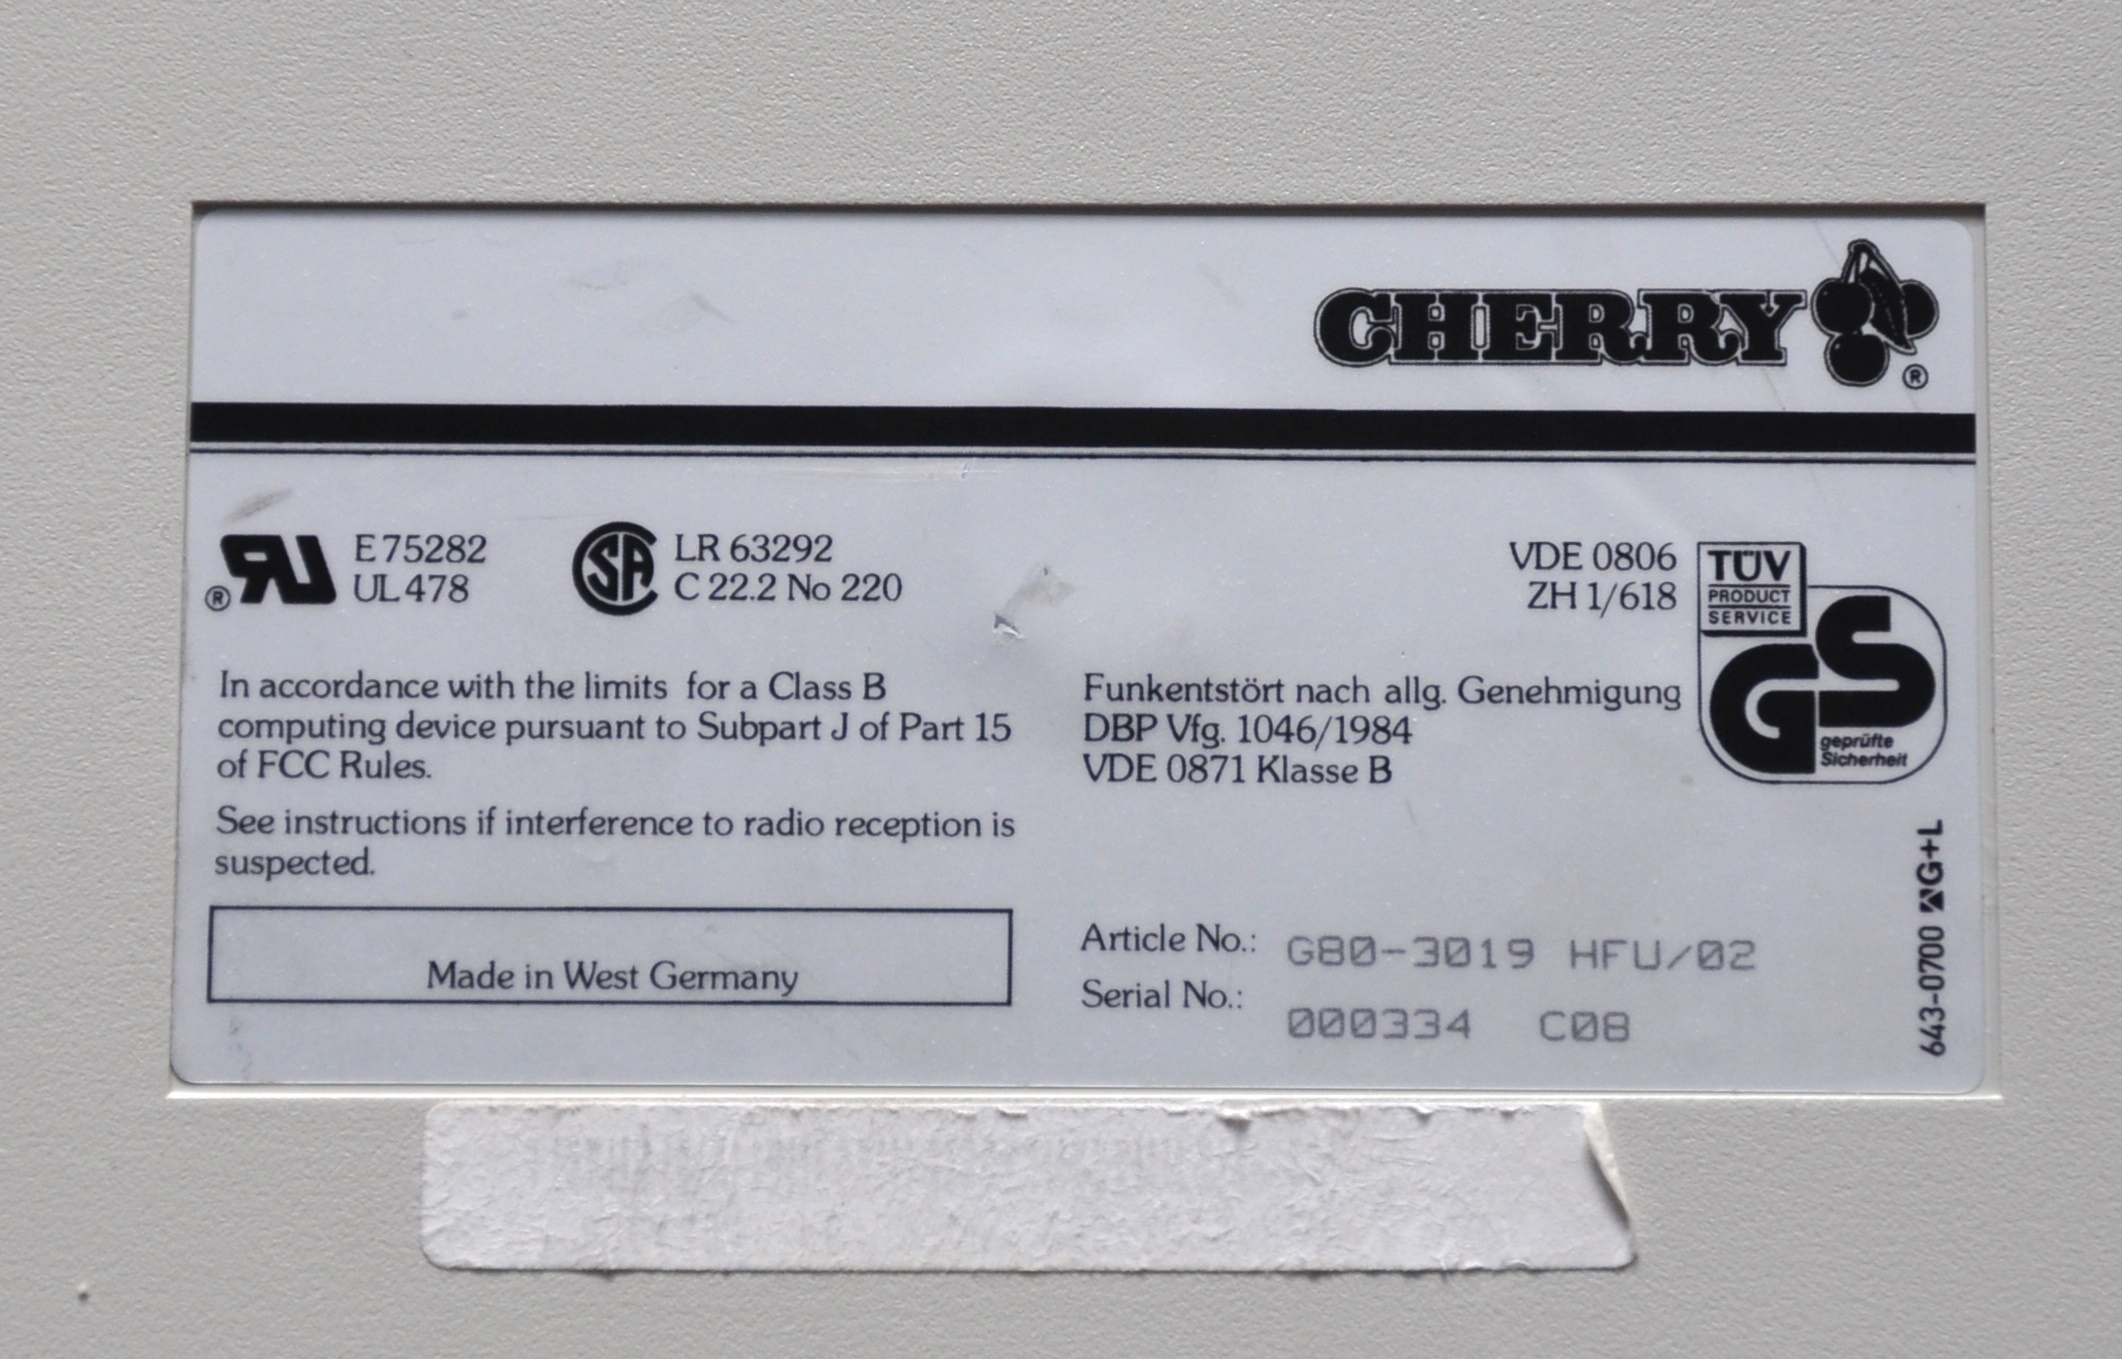 CHERRY
®
® RU E 75282
UL 478
SA LR 63292
C 22.2 No 220
VDE 0806
ZH 1/618
TÜV
PRODUCT
SERVICE
GS
geprüfte
Sicherheit
In accordance with the limits for a Class B
computing device pursuant to Subpart J of Part 15
of FCC Rules.
See instructions if interference to radio reception is
suspected.
Made in West Germany
Funkentstört nach allg. Genehmigung
DBP Vfg. 1046/1984
VDE 0871 Klasse B
Article No.: G80-3019 HFU/02
Serial No.:
000334 C08
643-0700 G+L